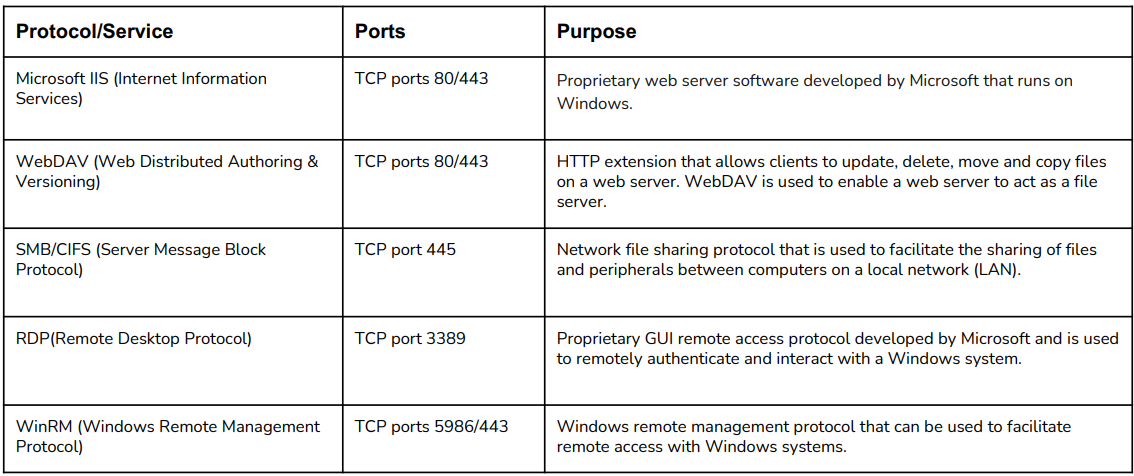 Protocol/Service Ports Purpose
Microsoft IIS (Internet Information
Services)
TCP ports 80/443
Proprietary web server software developed by Microsoft that runs on
Windows.
WebDAV (Web Distributed Authoring &
Versioning)
TCP ports 80/443
HTTP extension that allows clients to update, delete, move and copy files
on a web server. WebDAV is used to enable a web server to act as a file
server.
SMB/CIFS (Server Message Block
Protocol)
TCP port 445
Network file sharing protocol that is used to facilitate the sharing of files
and peripherals between computers on a local network (LAN).
RDP(Remote Desktop Protocol)
TCP port 3389
Proprietary GUI remote access protocol developed by Microsoft and is used
to remotely authenticate and interact with a Windows system.
WinRM (Windows Remote Management
Protocol)
TCP ports 5986/443
Windows remote management protocol that can be used to facilitate
remote access with Windows systems.